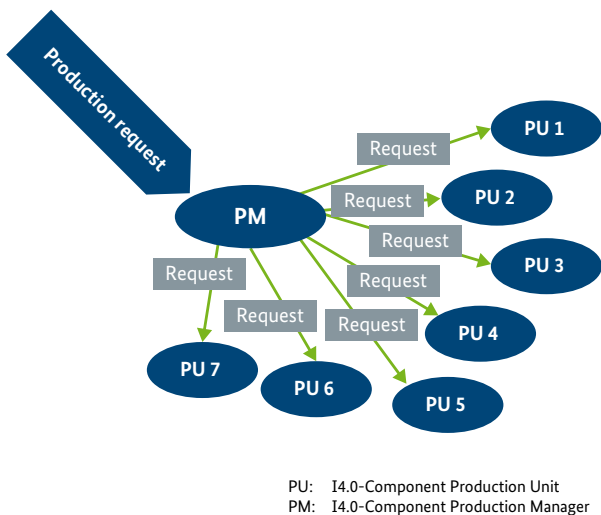 Production request
PM
Request
PU 1
Request
PU 2
Request
PU 3
Request
PU 4
Request
PU 5
Request
PU 6
Request
PU 7
PU: I4.0-Component Production Unit
PM: I4.0-Component Production Manager